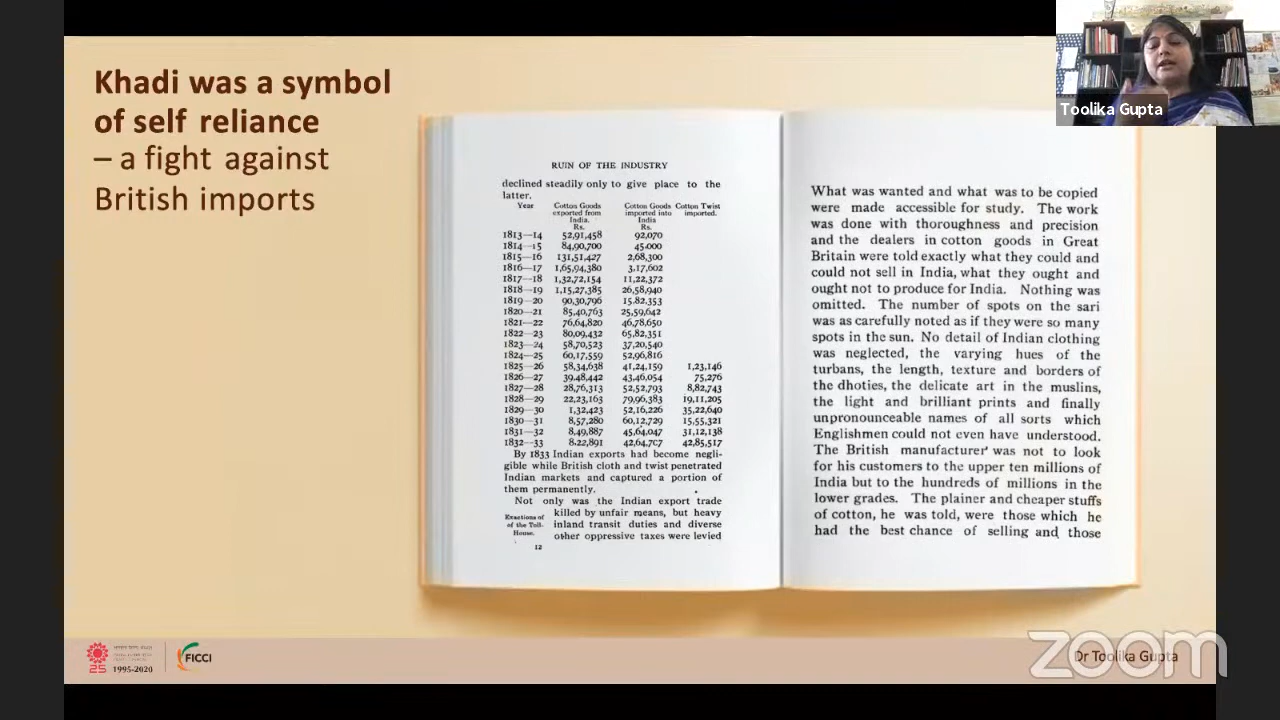 Khadi was a symbol
of self reliance
– a fight against
British imports
Toolika Gupta
RUIN OF THE INDUSTRY
declined steadily only to give place to the
latter.
Year Cotton Goods exported from India. Rs. Cotton Goods imported into India Rs. Cotton Twist imported.
1813—14 52,91,458 92,070
1814—15 84,90,700 45,000
1815—16 131,51,427 2,68,300
1816—17 1,65,94,380 3,17,602
1817—18 1,32,72,154 11,22,372
1818—19 1,15,27,385 26,58,940
1819—20 90,30,796 15,82,353
1820—21 85,40,763 25,59,642
1821—22 76,64,820 46,78,650
1822—23 80,09,432 65,82,351
1823—24 58,70,523 37,20,540
1824—25 60,17,559 52,96,816
1825—26 58,34,638 41,24,159 1,23,146
1826—27 39,48,442 43,46,054 75,276
1827—28 28,76,313 52,52,793 8,82,743
1828—29 22,23,163 79,96,383 19,11,205
1829—30 1,32,423 52,16,226 35,22,640
1830—31 8,57,280 60,12,729 15,55,321
1831—32 8,49,887 45,64,047 31,12,138
1832—33 8,22,891 42,64,707 42,85,517
By 1833 Indian exports had become negli-
gible while British cloth and twist penetrated
Indian markets and captured a portion of
them permanently.
Not only was the Indian export trade
killed by unfair means, but heavy
inland transit duties and diverse
other oppressive taxes were levied
Exactions of
of the Toll-
House.
12
What was wanted and what was to be copied
were made accessible for study. The work
was done with thoroughness and precision
and the dealers in cotton goods in Great
Britain were told exactly what they could and
could not sell in India, what they ought and
ought not to produce for India. Nothing was
omitted. The number of spots on the sari
was as carefully noted as if they were so many
spots in the sun. No detail of Indian clothing
was neglected, the varying hues of the
turbans, the length, texture and borders of
the dhoties, the delicate art in the muslins,
the light and brilliant prints and finally
unpronounceable names of all sorts which
Englishmen could not even have understood.
The British manufacturer was not to look
for his customers to the upper ten millions of
India but to the hundreds of millions in the
lower grades. The plainer and cheaper stuffs
of cotton, he was told, were those which he
had the best chance of selling and those
25
1995-2020
FICCI
Dr Toolika Gupta
zoom